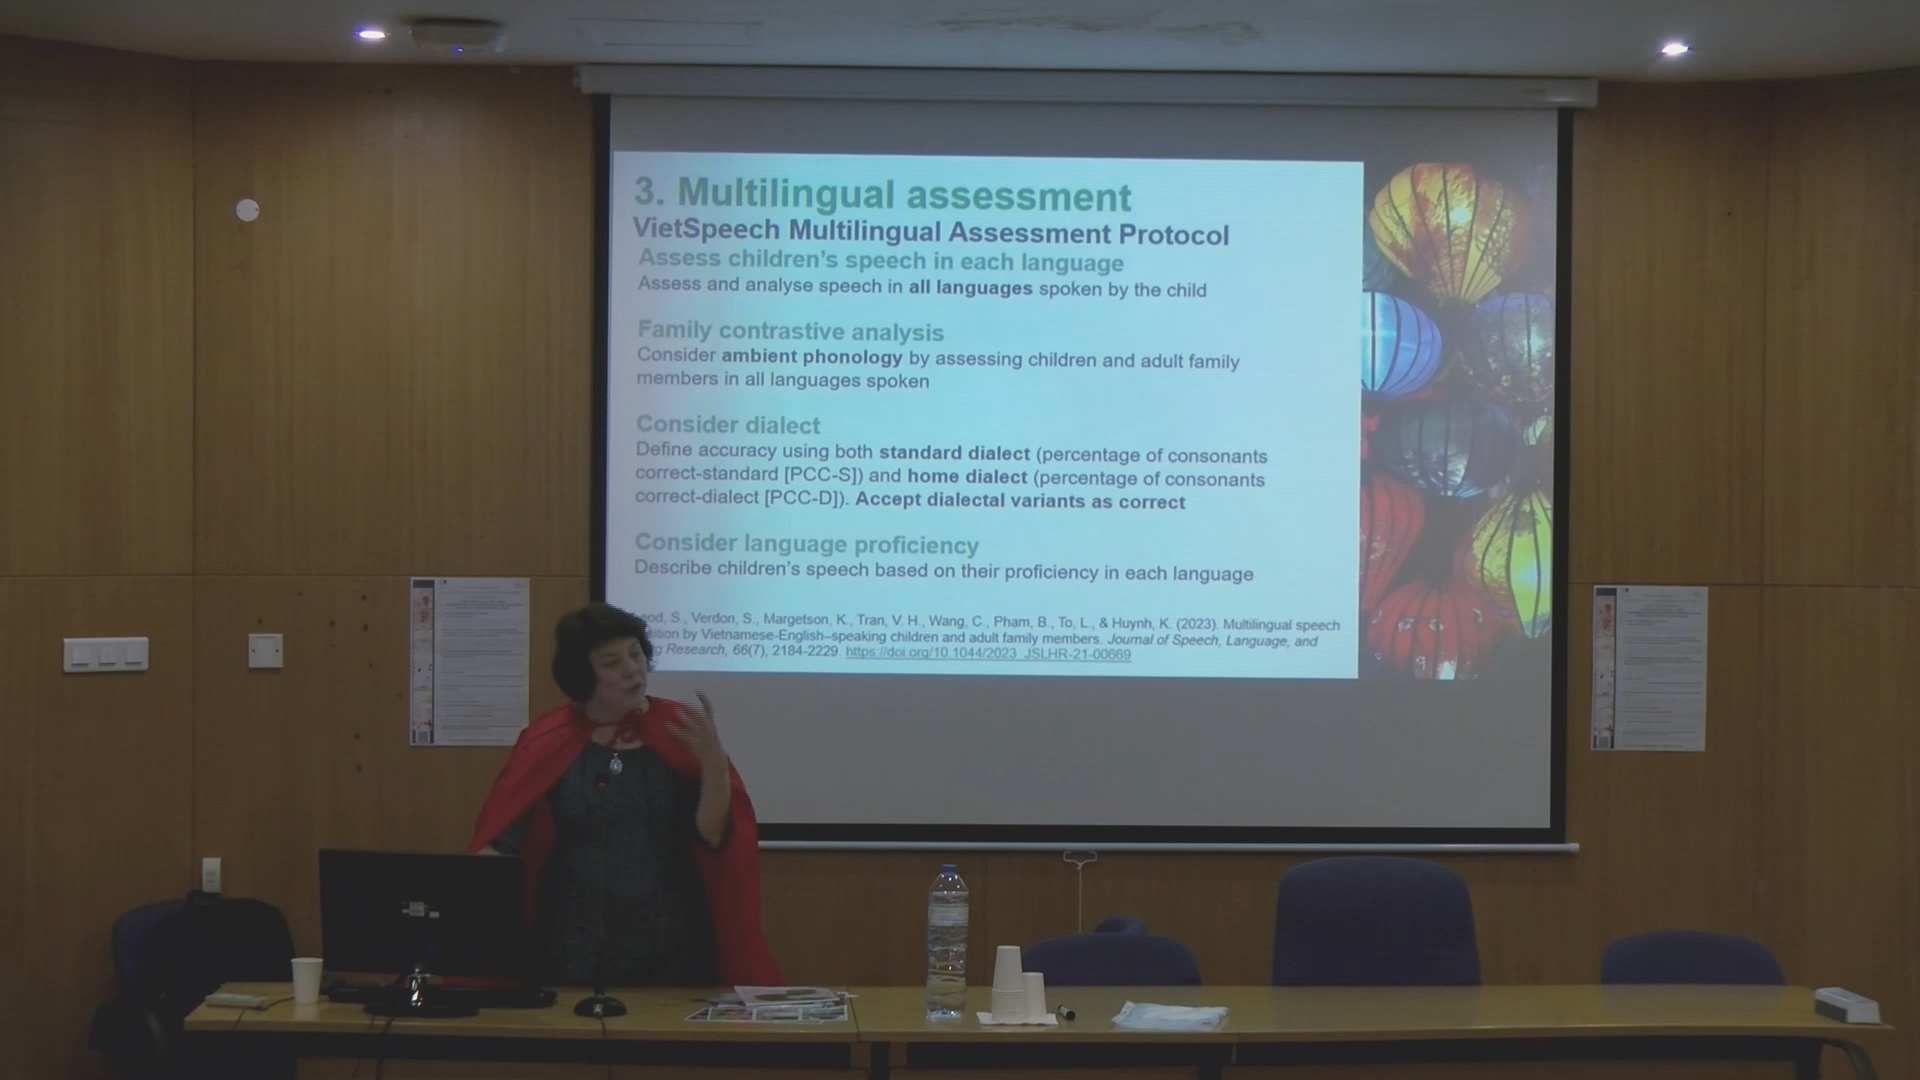 3. Multilingual assessment
VietSpeech Multilingual Assessment Protocol
Assess children's speech in each language
Assess and analyse speech in all languages spoken by the child
Family contrastive analysis
Consider ambient phonology by assessing children and adult family
members in all languages spoken
Consider dialect
Define accuracy using both standard dialect (percentage of consonants
correct-standard [PCC-S]) and home dialect (percentage of consonants
correct-dialect [PCC-D]). Accept dialectal variants as correct
Consider language proficiency
Describe children's speech based on their proficiency in each language
S., Verdon, S., Margetson, K., Tran, V. H., Wang, C., Phạm, B., To, L., & Huynh, K. (2023). Multilingual speech
by Vietnamese-English–speaking children and adult family members. Journal of Speech, Language, and
Research, 66(7), 2184-2229. https://doi.org/10.1044/2023_JSLHR-21-00669